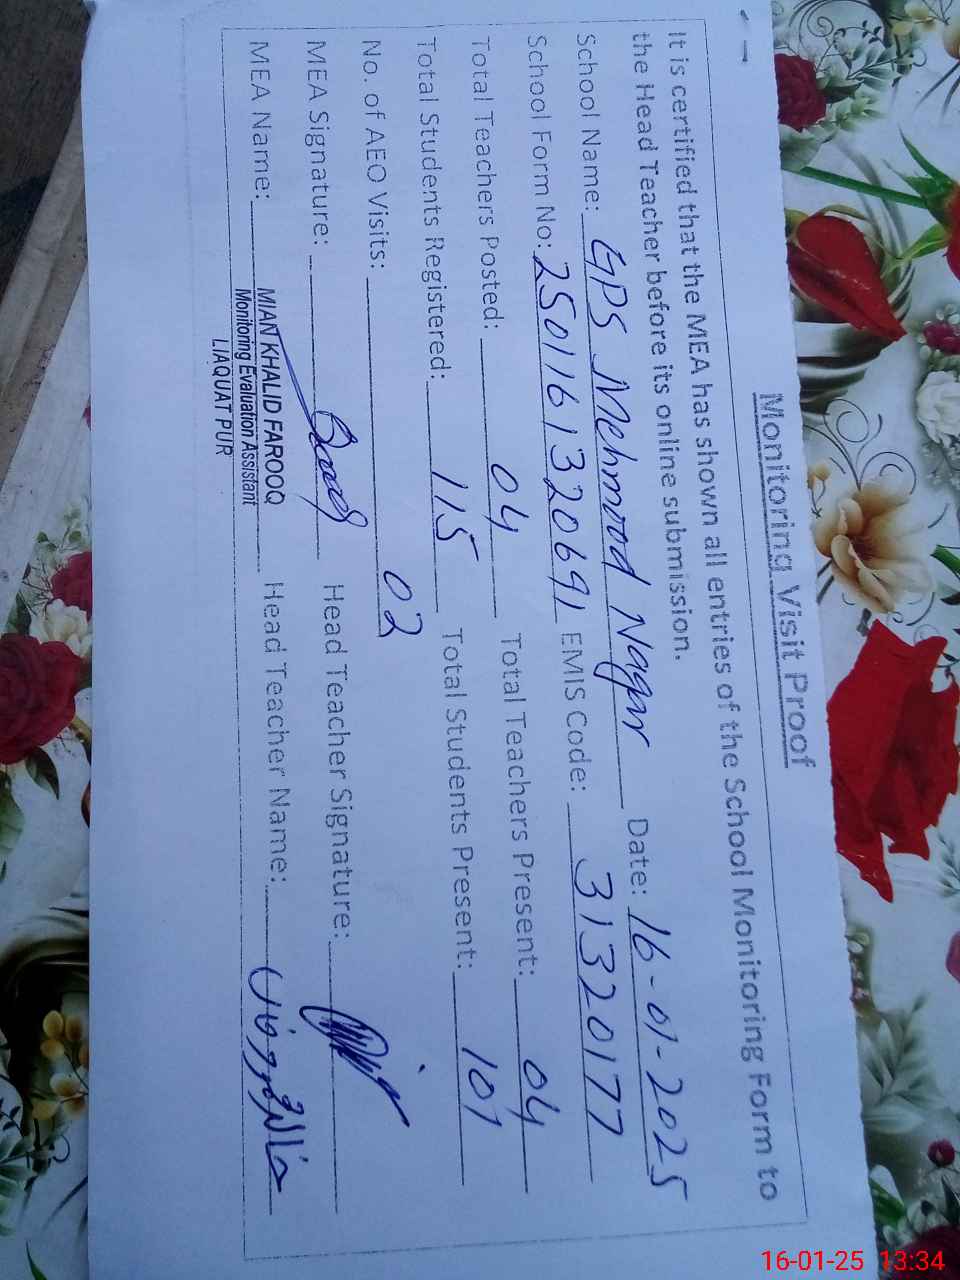 Monitoring Visit Proof
It is certified that the MEA has shown all entries of the School Monitoring Form to
the Head Teacher before its online submission.
School Name: GPS Mehmood Nagar Date: 16-01-2025
School Form No: 2501161320691 EMIS Code: 31320177
Total Teachers Posted: 04 Total Teachers Present: 04
Total Students Registered: 115 Total Students Present: 101
No. of AEO Visits: 02
MEA Signature: Head Teacher Signature:
MEA Name: MIAN KHALID FAROOQ Head Teacher Name:
Monitoring Evaluation Assistant
LIAQUAT PUR
16-01-25 13:34